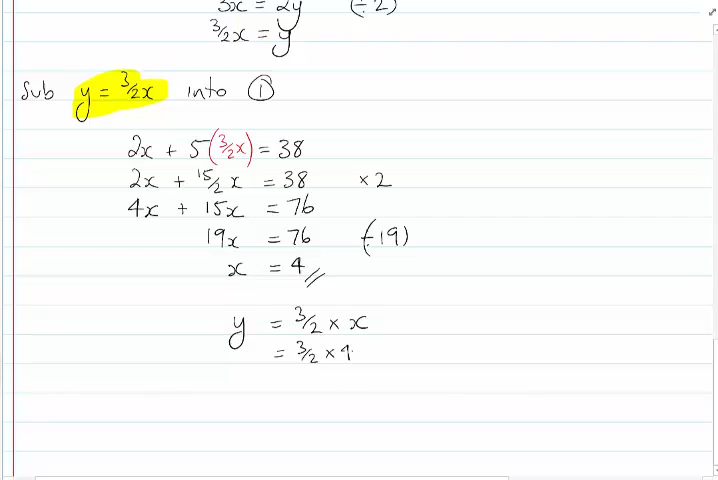 3x = 2y (÷2)
3/2x = y
Sub y = 3/2x into ①
2x + 5(3/2x) = 38
2x + 15/2 x = 38 ×2
4x + 15x = 76
19x = 76 (÷19)
x = 4 //
y = 3/2 × x
= 3/2 × 4